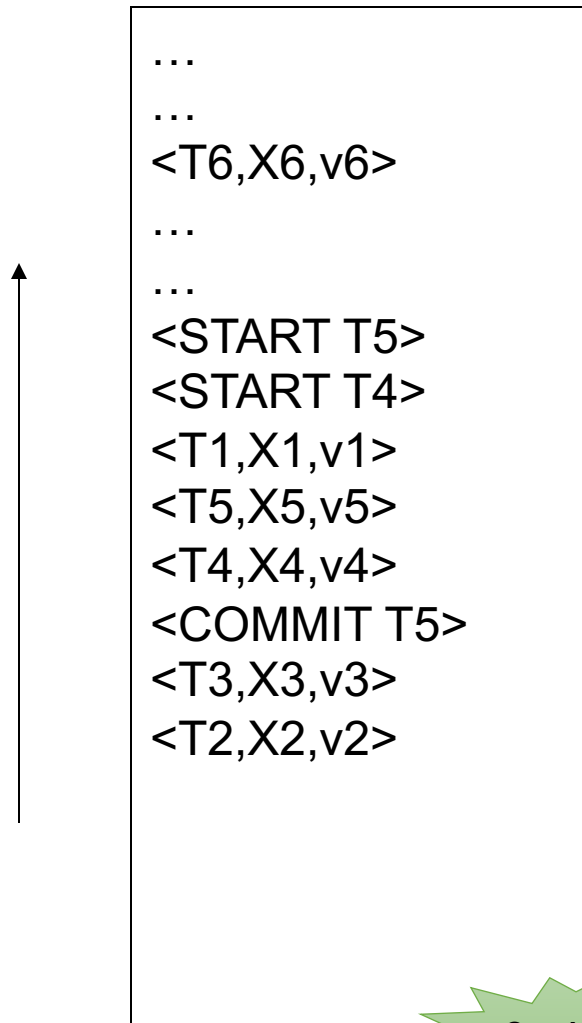 …
…
<T6,X6,v6>
…
…
<START T5>
<START T4>
<T1,X1,v1>
<T5,X5,v5>
<T4,X4,v4>
<COMMIT T5>
<T3,X3,v3>
<T2,X2,v2>